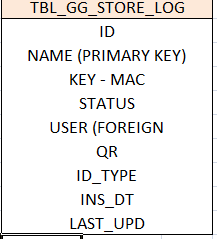 TBL_GG_STORE_LOG
ID
NAME (PRIMARY KEY)
KEY - MAC
STATUS
USER (FOREIGN
QR
ID_TYPE
INS_DT
LAST_UPD